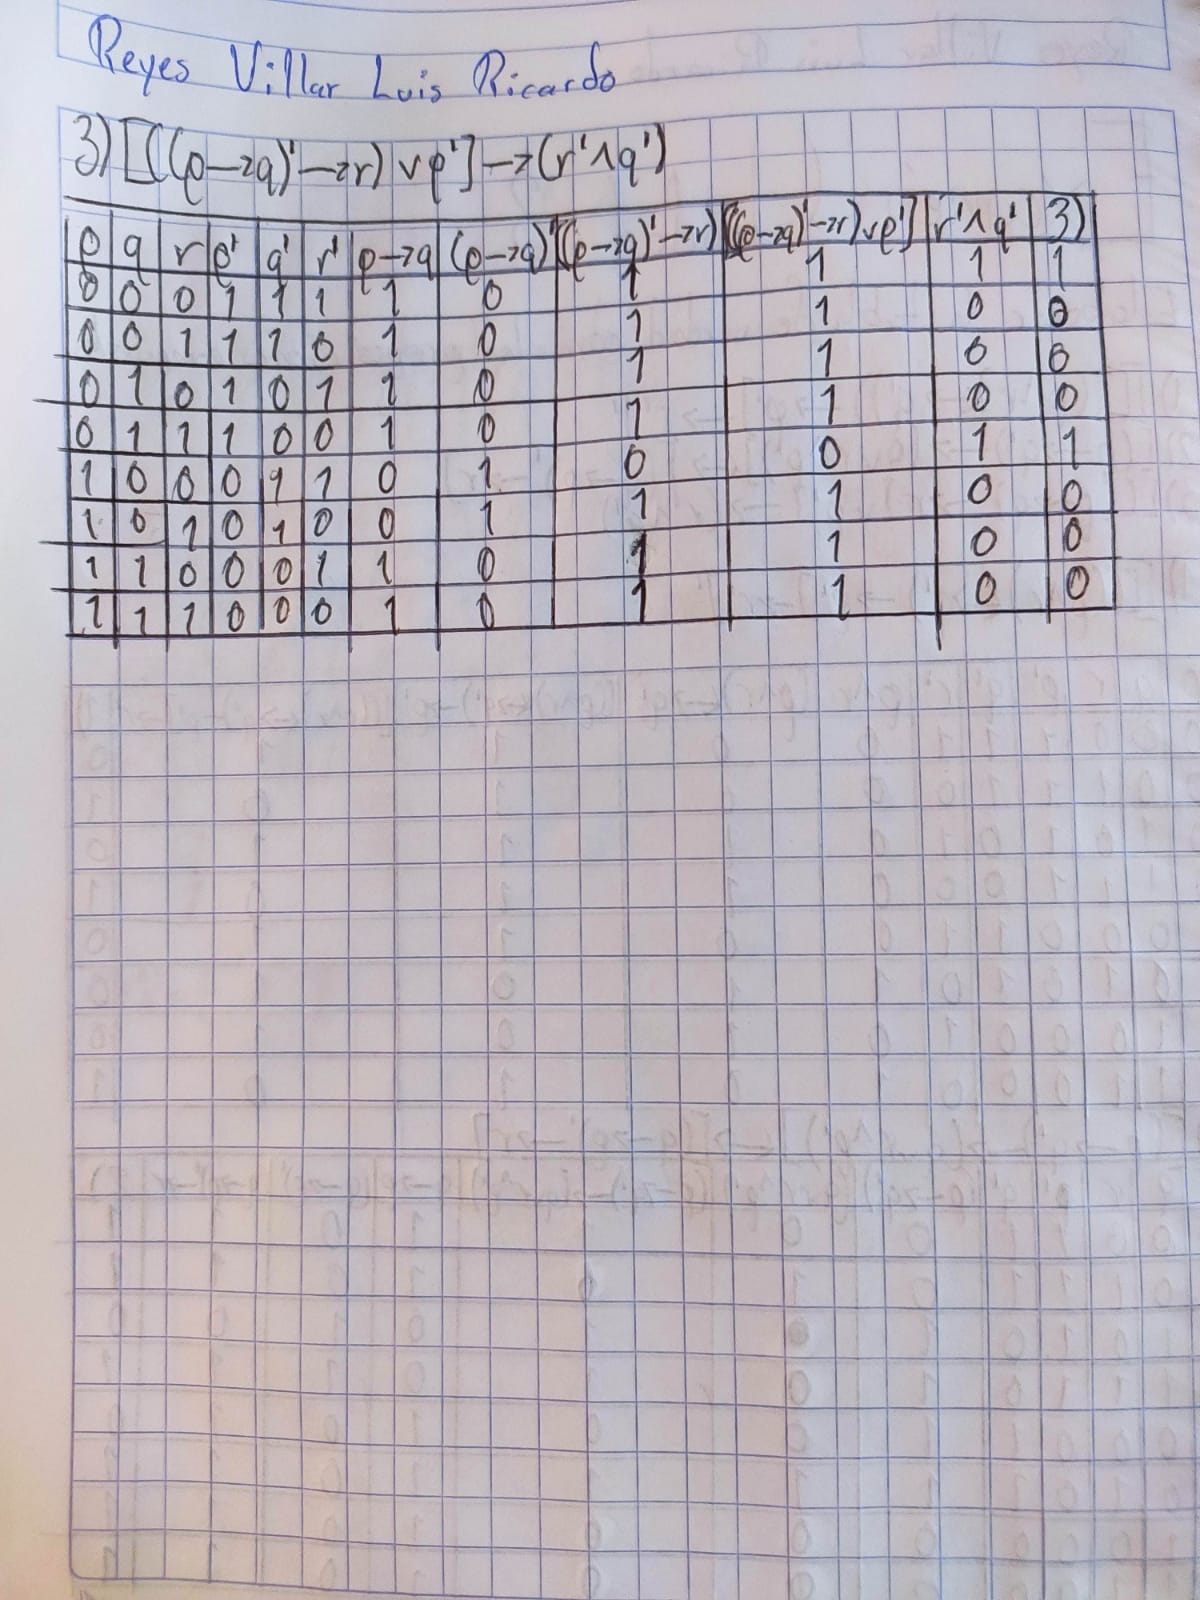 Reyes Villar Luis Ricardo
3) [((p→q)'→r) ∨ p'] → (r' ∧ q')
p q r p' q' r' p→q (p→q)' ((p→q)'→r) [((p→q)'→r) ∨ p'] r' ∧ q' 3)
0 0 0 1 1 1 1 0 1 1 1 1
0 0 1 1 1 0 1 0 1 1 0 0
0 1 0 1 0 1 1 0 1 1 0 0
0 1 1 1 0 0 1 0 1 1 0 0
1 0 0 0 1 1 0 1 0 0 1 1
1 0 1 0 1 0 0 1 1 1 0 0
1 1 0 0 0 1 1 0 1 1 0 0
1 1 1 0 0 0 1 0 1 1 0 0